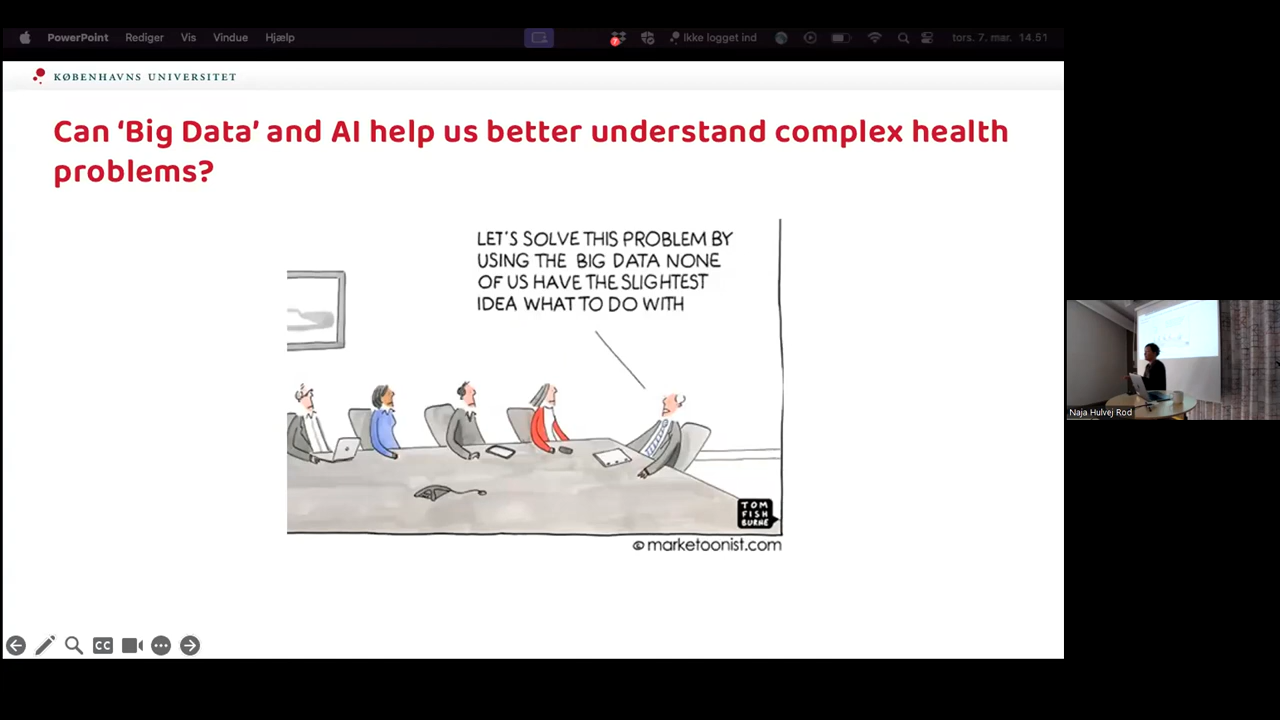 PowerPoint Rediger Vis Vindue Hjælp 7 Ikke logget ind tors. 7. mar. 14.51
KØBENHAVNS UNIVERSITET
Can ‘Big Data’ and AI help us better understand complex health
problems?
LET'S SOLVE THIS PROBLEM BY
USING THE BIG DATA NONE
OF US HAVE THE SLIGHTEST
IDEA WHAT TO DO WITH
TOM
FISH
BURNE
© marketoonist.com
Naja Hulvej Rod
CC